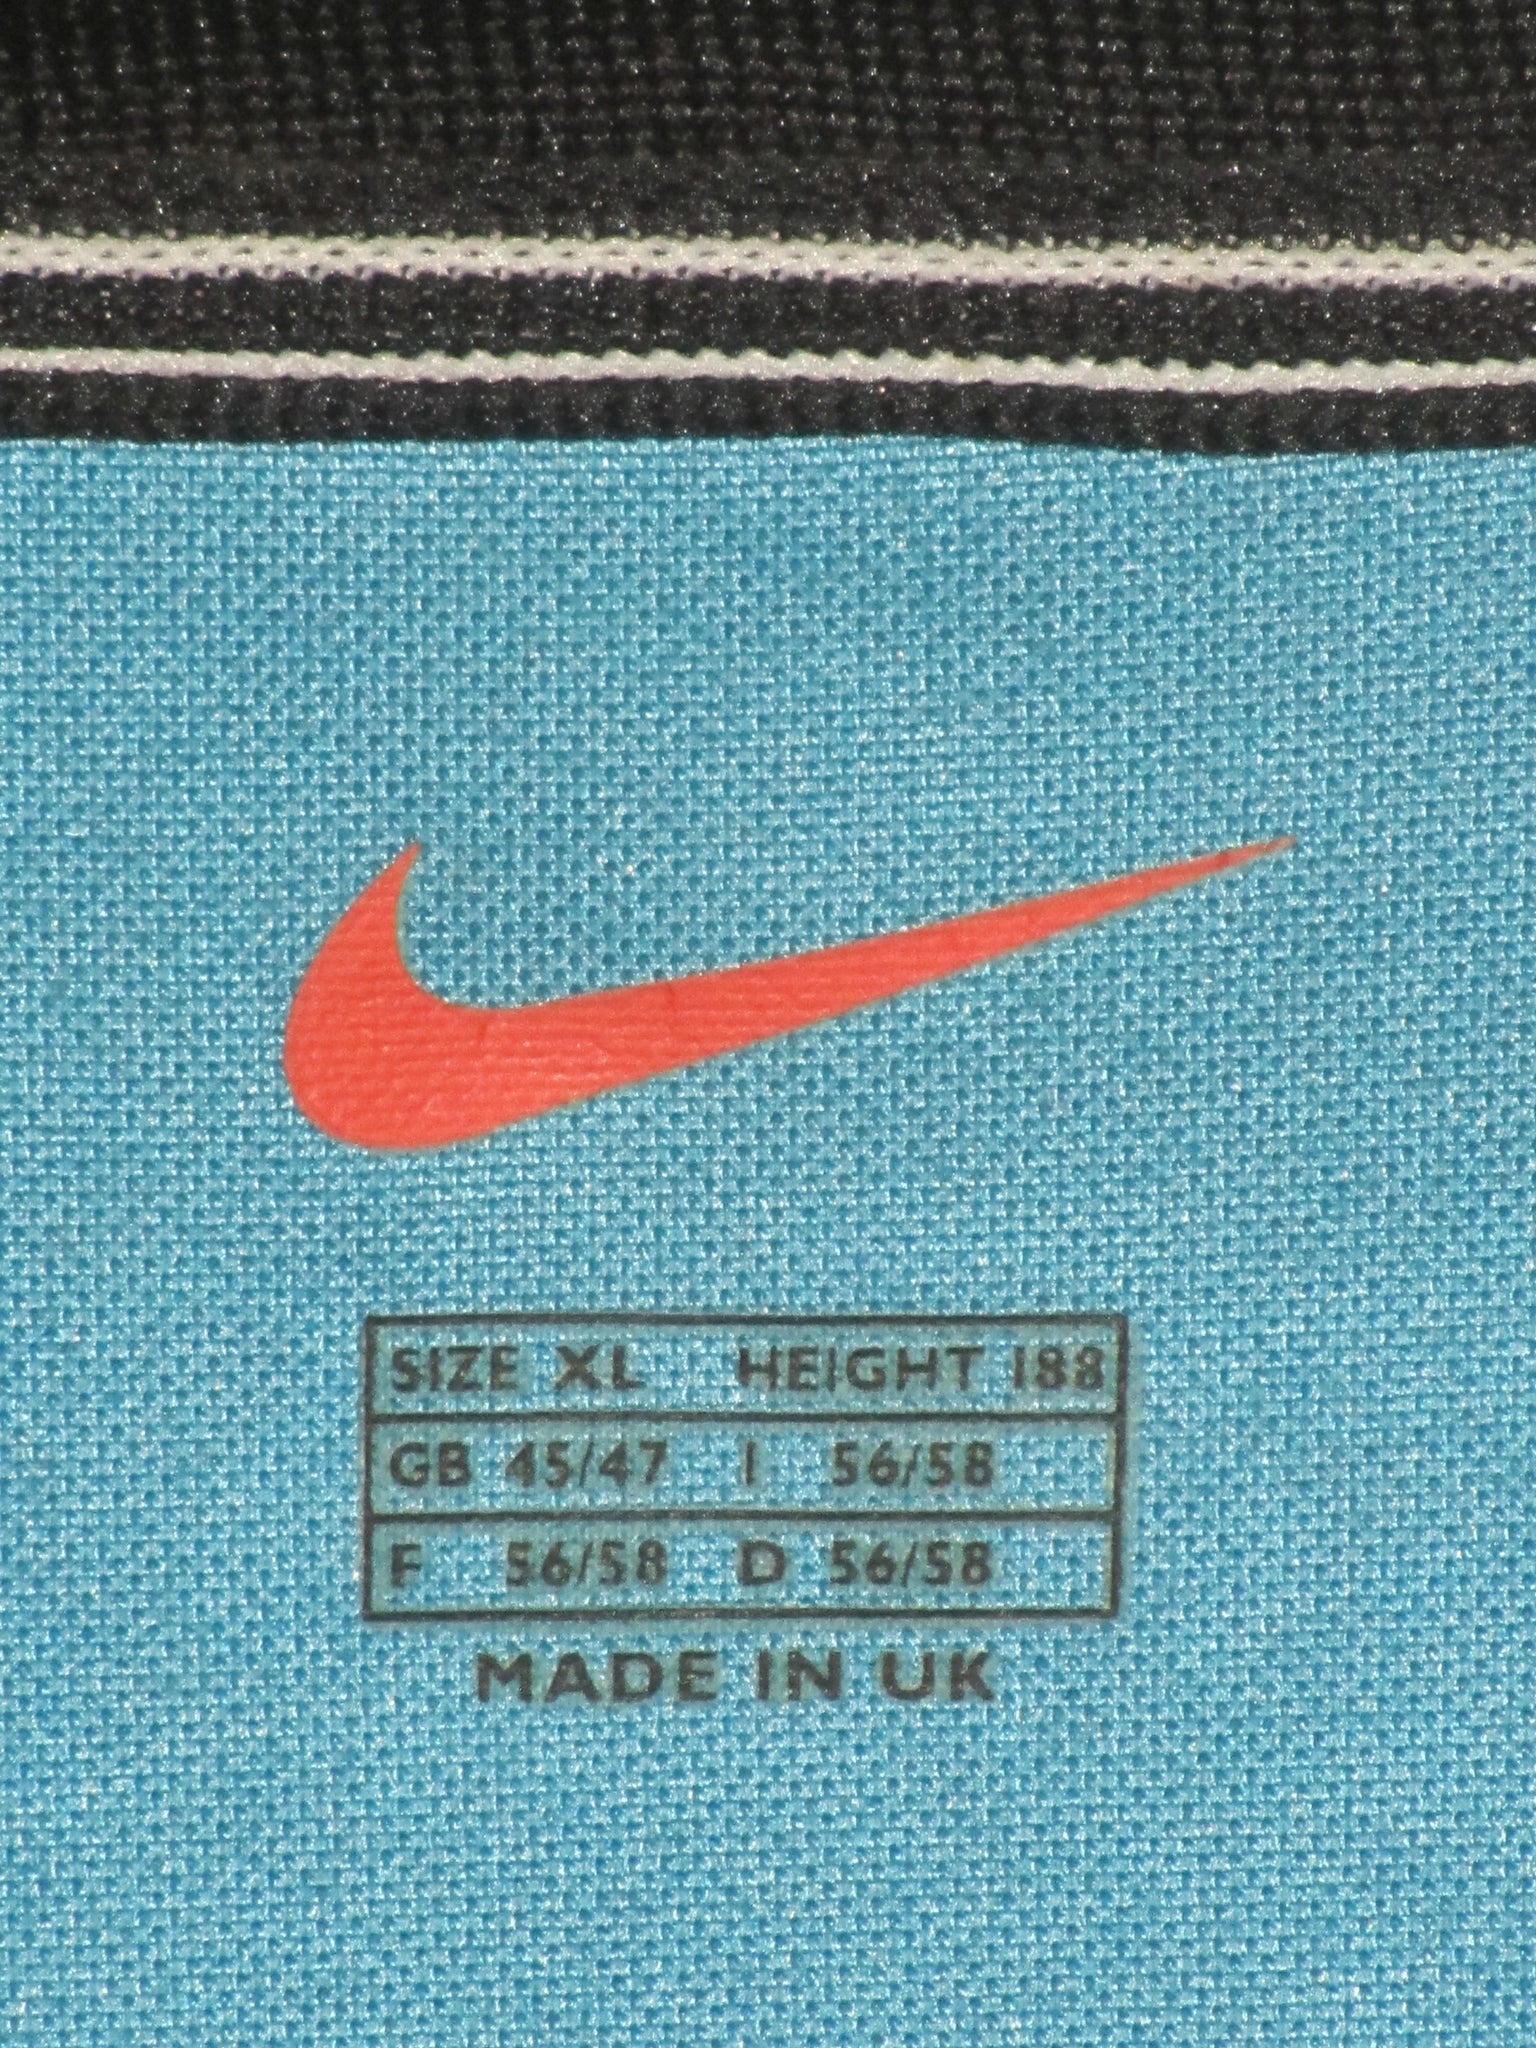 SIZE XL HEIGHT 188
GB 45/47 I 56/58
F 56/58 D 56/58
MADE IN UK